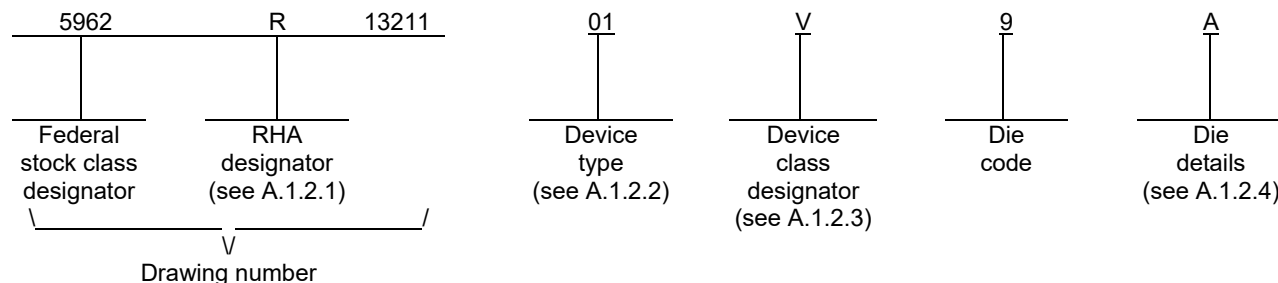 5962 R 13211 01 V 9 A
Federal stock class designator
RHA designator (see A.1.2.1)
Device type (see A.1.2.2)
Device class designator (see A.1.2.3)
Die code
Die details (see A.1.2.4)
\ /
\/
Drawing number